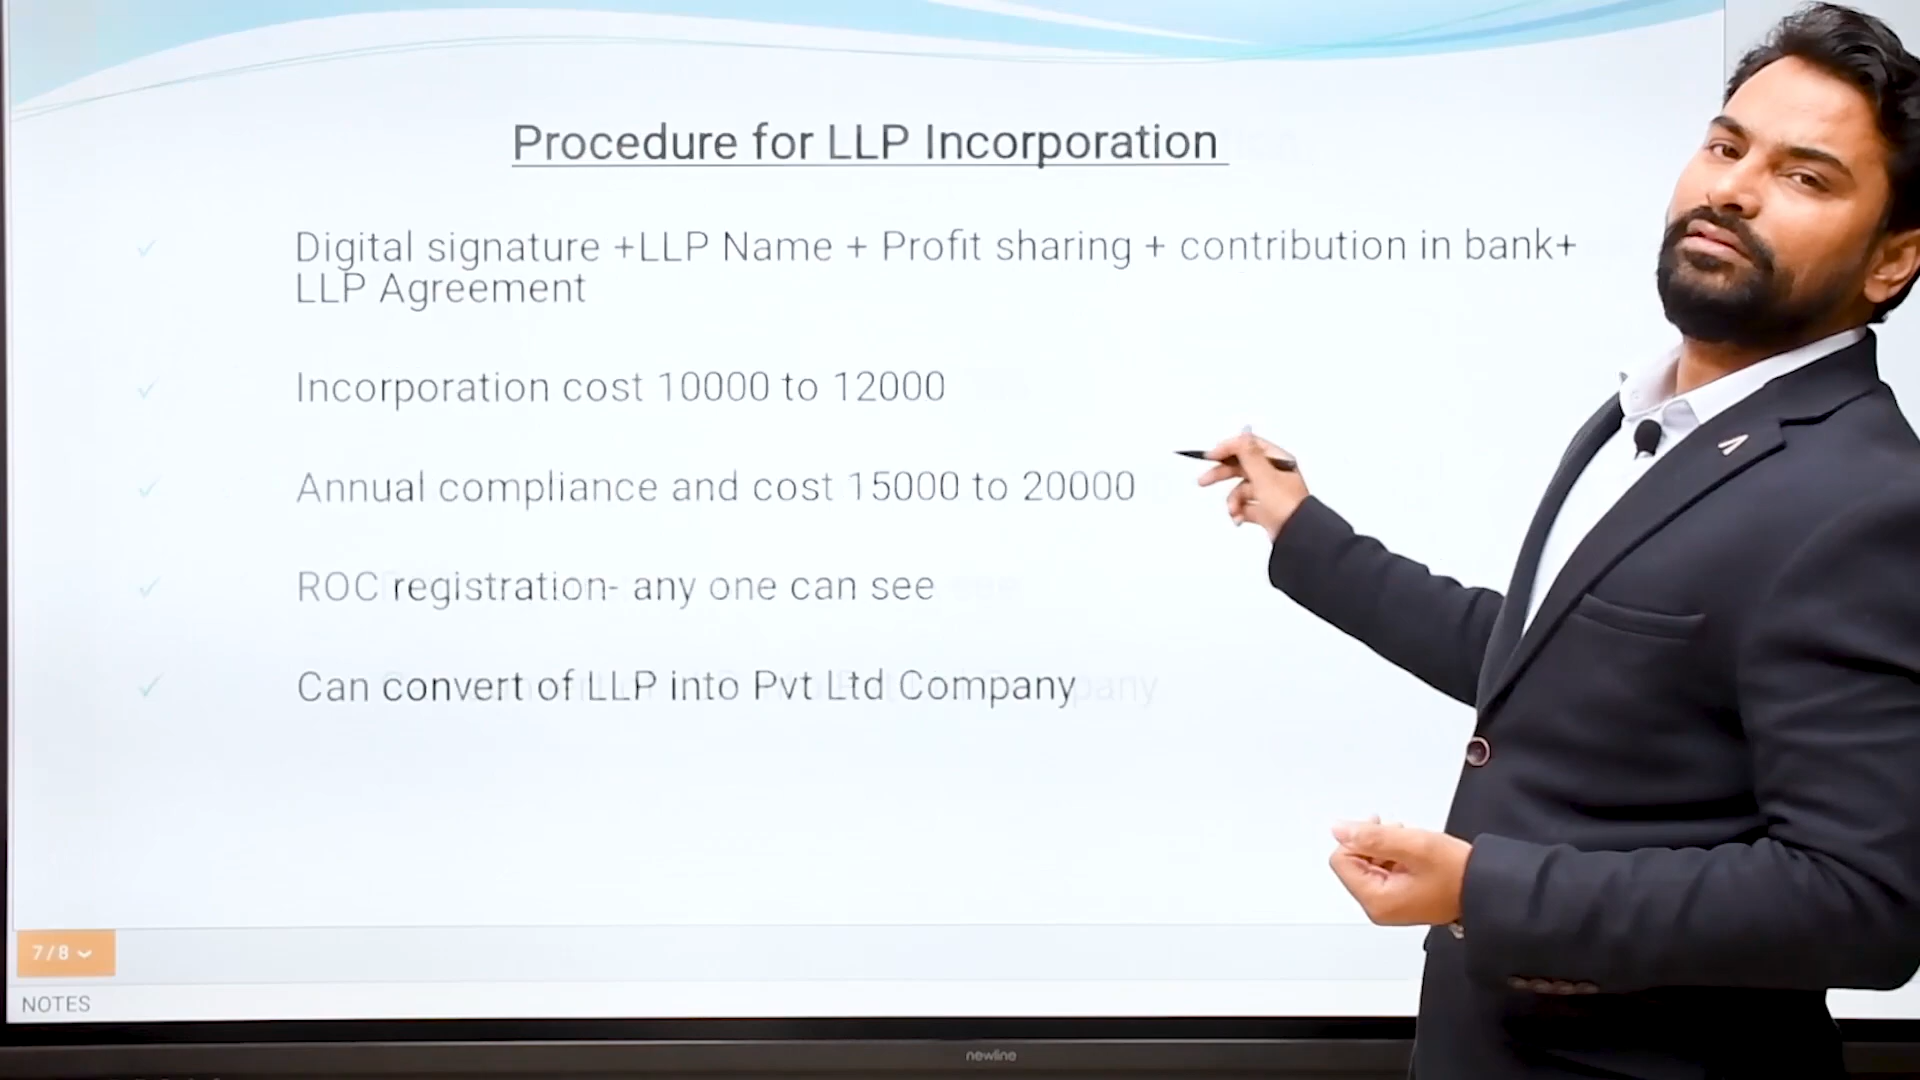 Procedure for LLP Incorporation
Digital signature +LLP Name + Profit sharing + contribution in bank+
LLP Agreement
Incorporation cost 10000 to 12000
Annual compliance and cost 15000 to 20000
ROC registration- any one can see
Can convert of LLP into Pvt Ltd Company
7/8
NOTES
newline